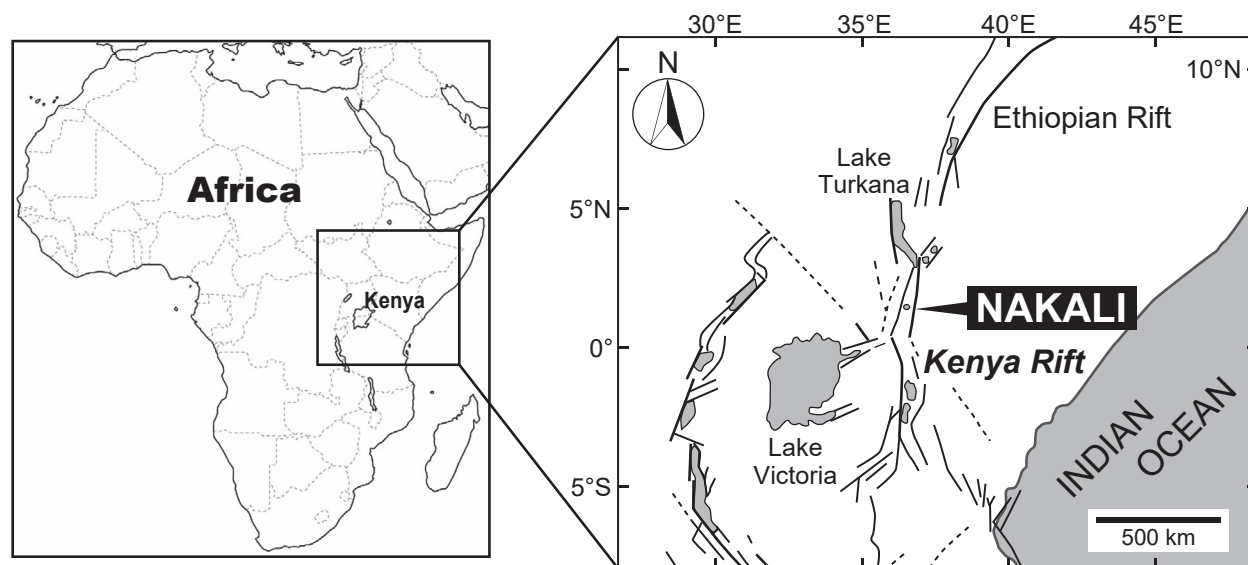 Africa
Kenya
30°E
35°E
40°E
45°E
N
10°N
Ethiopian Rift
Lake
Turkana
5°N
NAKALI
0°
Kenya Rift
Lake
Victoria
INDIAN
OCEAN
5°S
500 km